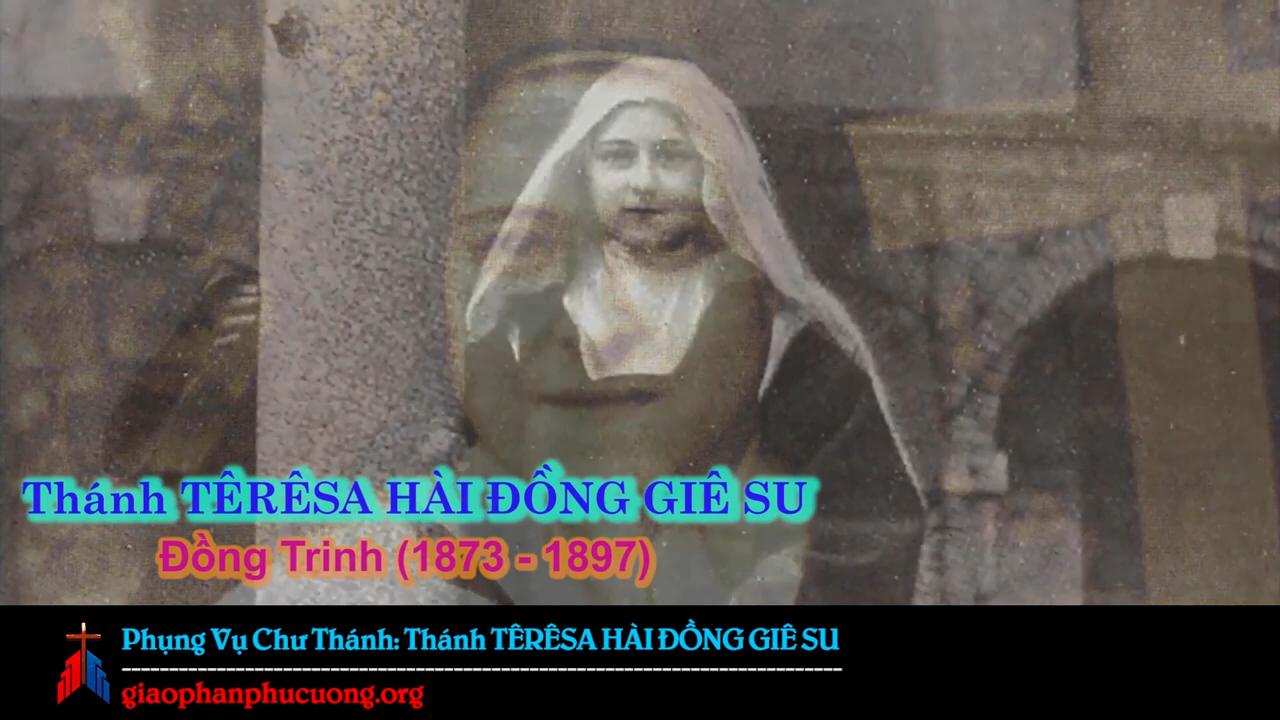 Thánh TÊRÊSA HÀI ĐỒNG GIÊ SU
Đồng Trinh (1873 - 1897)
Phụng Vụ Chư Thánh: Thánh TÊRÊSA HÀI ĐỒNG GIÊ SU
giaophanphucuong.org